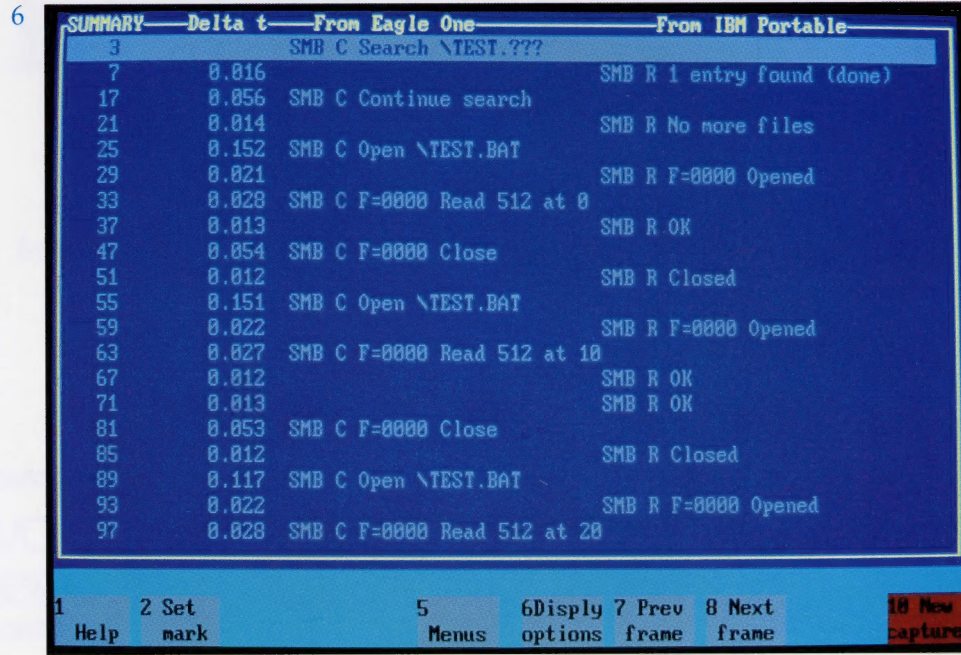 6
SUMMARY Delta t From Eagle One From IBM Portable
3 SMB C Search \TEST.???
7 0.016 SMB R 1 entry found (done)
17 0.056 SMB C Continue search
21 0.014 SMB R No more files
25 0.152 SMB C Open \TEST.BAT
29 0.021 SMB R F=0000 Opened
33 0.028 SMB C F=0000 Read 512 at 0
37 0.013 SMB R OK
47 0.054 SMB C F=0000 Close
51 0.012 SMB R Closed
55 0.151 SMB C Open \TEST.BAT
59 0.022 SMB R F=0000 Opened
63 0.027 SMB C F=0000 Read 512 at 10
67 0.012 SMB R OK
71 0.013 SMB R OK
81 0.053 SMB C F=0000 Close
85 0.012 SMB R Closed
89 0.117 SMB C Open \TEST.BAT
93 0.022 SMB R F=0000 Opened
97 0.028 SMB C F=0000 Read 512 at 20
1 2 Set 5 6Disply 7 Prev 8 Next 10 New
Help mark Menus options frame frame capture